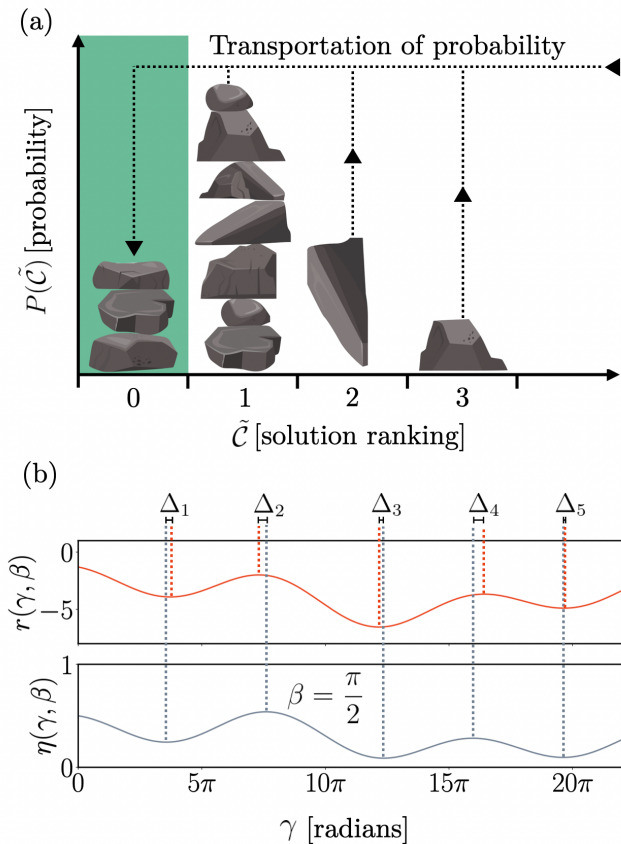 (a)
Transportation of probability
P(C̃) [probability]
0 1 2 3
C̃ [solution ranking]
(b)
Δ₁ Δ₂ Δ₃ Δ₄ Δ₅
0
−5
r(γ, β)
1
0
η(γ, β)
β = π/2
0 5π 10π 15π 20π
γ [radians]